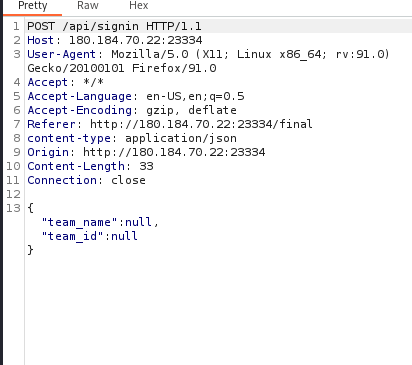 Pretty Raw Hex
1 POST /api/signin HTTP/1.1
2 Host: 180.184.70.22:23334
3 User-Agent: Mozilla/5.0 (X11; Linux x86_64; rv:91.0)
Gecko/20100101 Firefox/91.0
4 Accept: */*
5 Accept-Language: en-US,en;q=0.5
6 Accept-Encoding: gzip, deflate
7 Referer: http://180.184.70.22:23334/final
8 content-type: application/json
9 Origin: http://180.184.70.22:23334
10 Content-Length: 33
11 Connection: close
12
13 {
"team_name":null,
"team_id":null
}